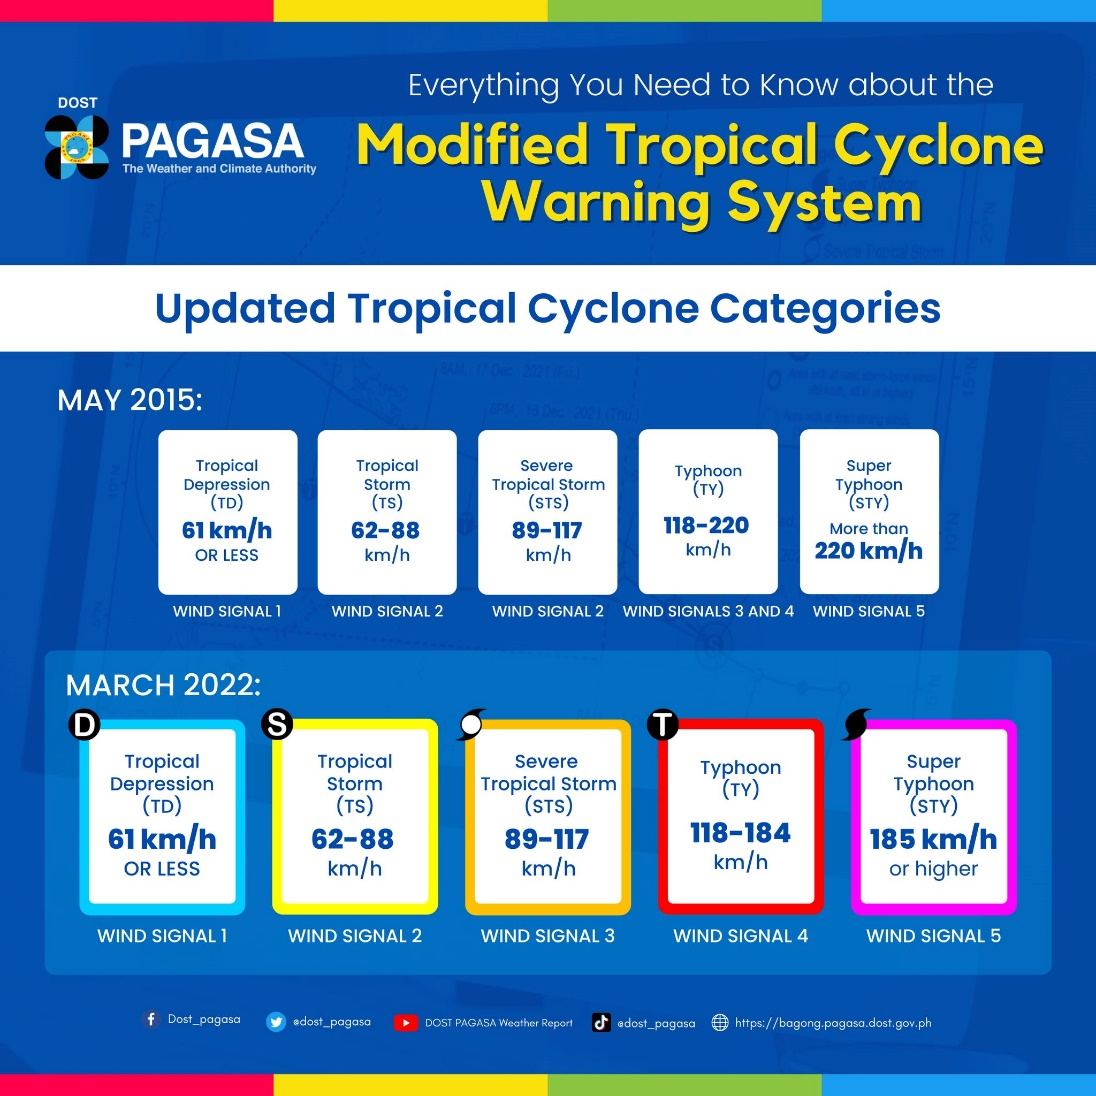 DOST
PAGASA
The Weather and Climate Authority
Everything You Need to Know about the
Modified Tropical Cyclone
Warning System
Updated Tropical Cyclone Categories
MAY 2015:
Tropical
Depression
(TD)
61 km/h
OR LESS
WIND SIGNAL 1
Tropical
Storm
(TS)
62-88
km/h
WIND SIGNAL 2
Severe
Tropical Storm
(STS)
89-117
km/h
WIND SIGNAL 2
Typhoon
(TY)
118-220
km/h
WIND SIGNALS 3 AND 4
Super
Typhoon
(STY)
More than
220 km/h
WIND SIGNAL 5
MARCH 2022:
D
Tropical
Depression
(TD)
61 km/h
OR LESS
WIND SIGNAL 1
S
Tropical
Storm
(TS)
62-88
km/h
WIND SIGNAL 2
Severe
Tropical Storm
(STS)
89-117
km/h
WIND SIGNAL 3
T
Typhoon
(TY)
118-184
km/h
WIND SIGNAL 4
Super
Typhoon
(STY)
185 km/h
or higher
WIND SIGNAL 5
Dost_pagasa
@dost_pagasa
DOST PAGASA Weather Report
@dost_pagasa
https://bagong.pagasa.dost.gov.ph